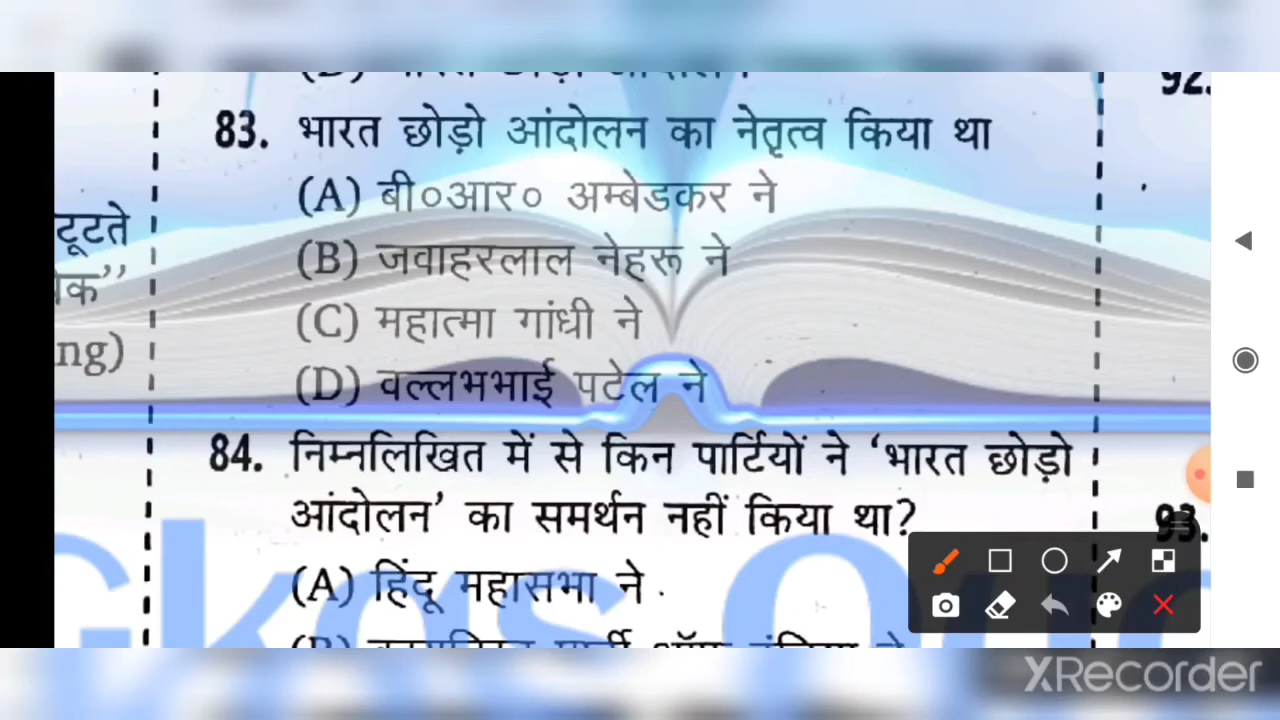 92.
83. भारत छोड़ो आंदोलन का नेतृत्व किया था
(A) बी०आर० अम्बेडकर ने
(B) जवाहरलाल नेहरू ने
(C) महात्मा गांधी ने
(D) वल्लभभाई पटेल ने
टूटते
ng)
84. निम्नलिखित में से किन पार्टियों ने ‘भारत छोड़ो
आंदोलन’ का समर्थन नहीं किया था?
(A) हिंदू महासभा ने
93.
XRecorder